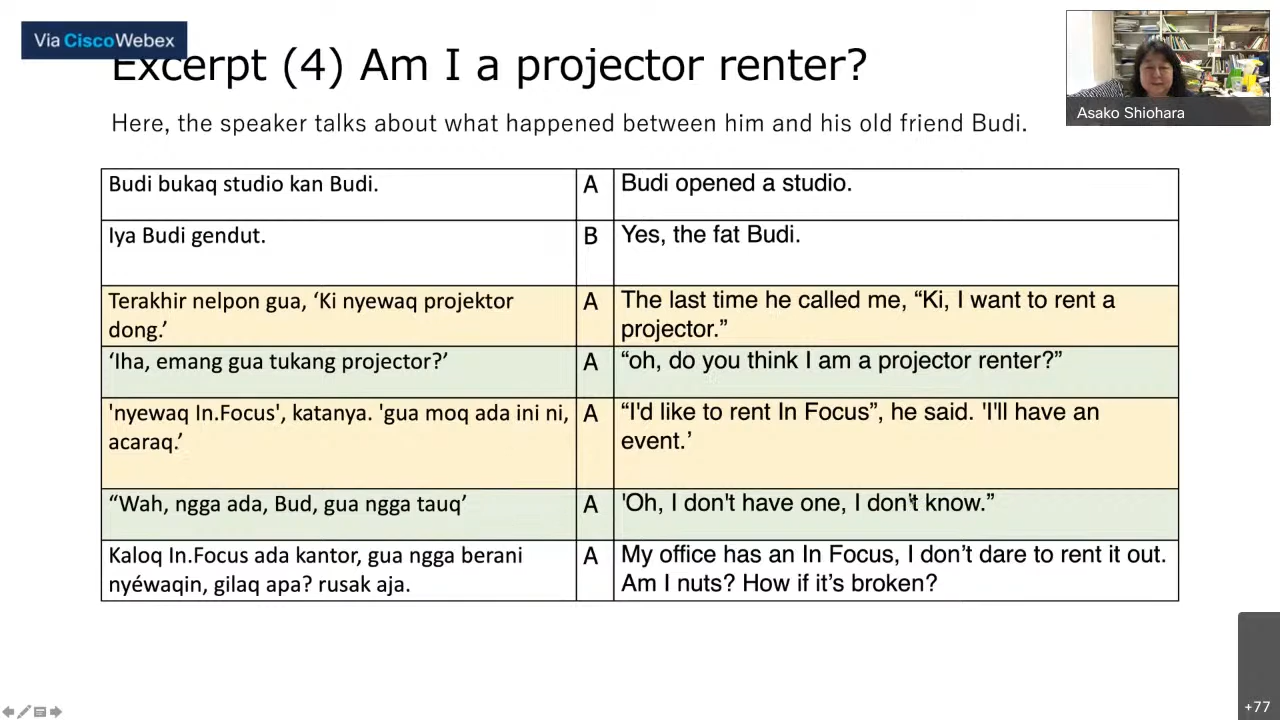 Via CiscoWebex
Excerpt (4) Am I a projector renter?
Asako Shiohara
Here, the speaker talks about what happened between him and his old friend Budi.
Budi bukaq studio kan Budi.
A
Budi opened a studio.
Iya Budi gendut.
B
Yes, the fat Budi.
Terakhir nelpon gua, ‘Ki nyewaq projektor
dong.’
A
The last time he called me, “Ki, I want to rent a
projector.”
‘Iha, emang gua tukang projector?’
A
“oh, do you think I am a projector renter?”
'nyewaq In.Focus', katanya. 'gua moq ada ini ni,
acaraq.’
A
“I'd like to rent In Focus”, he said. 'I'll have an
event.’
“Wah, ngga ada, Bud, gua ngga tauq’
A
'Oh, I don't have one, I don't know.”
Kaloq In.Focus ada kantor, gua ngga berani
nyéwaqin, gilaq apa? rusak aja.
A
My office has an In Focus, I don’t dare to rent it out.
Am I nuts? How if it’s broken?
+77